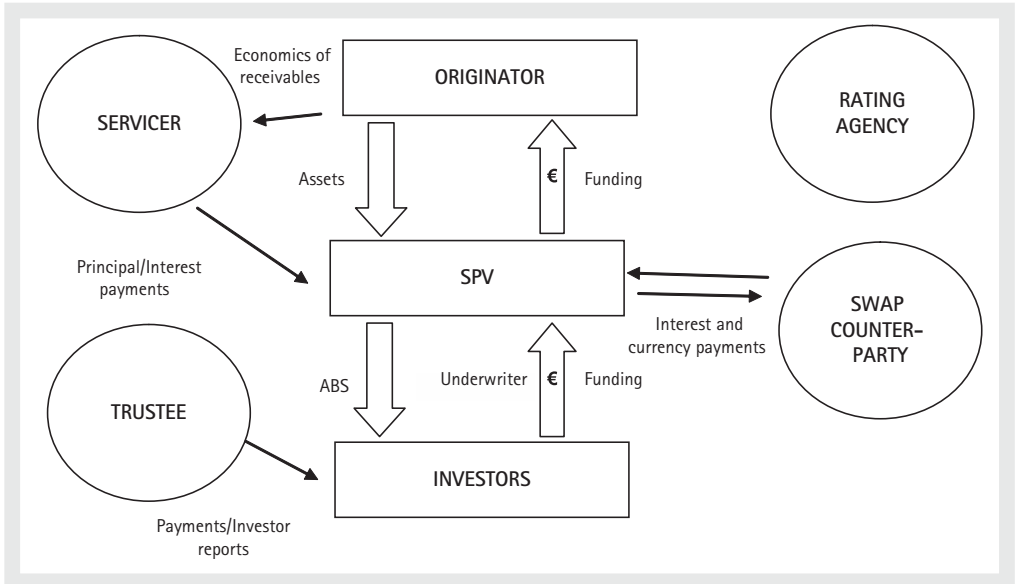 Economics of
receivables
ORIGINATOR
SERVICER
RATING
AGENCY
Assets
€
Funding
Principal/Interest
payments
SPV
Interest and
currency payments
SWAP
COUNTER-
PARTY
ABS
Underwriter
€
Funding
TRUSTEE
INVESTORS
Payments/Investor
reports